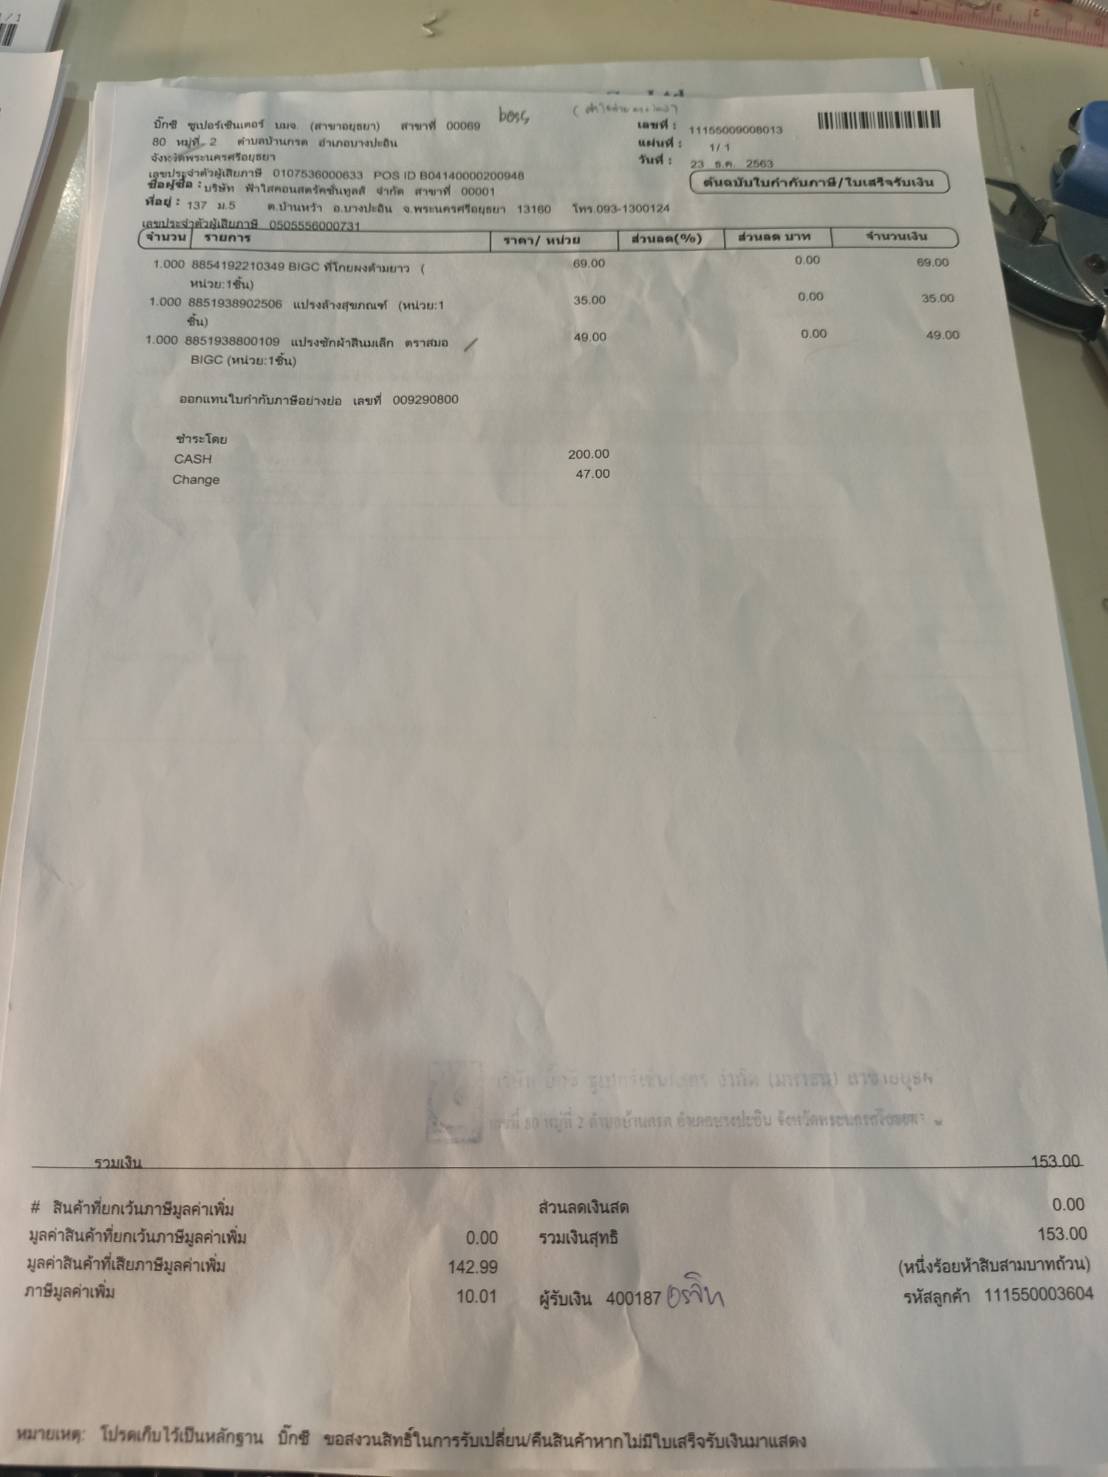 บิ๊กซี ซูเปอร์เซ็นเตอร์ บมจ. (สาขาอยุธยา) สาขาที่ 00069
80 หมู่ที่ 2 ตำบลบ้านกรด อำเภอบางปะอิน
จังหวัดพระนครศรีอยุธยา
เลขประจำตัวผู้เสียภาษี 0107536000633 POS ID B04140000200948
boss
เลขที่ : 11155009008013
แผ่นที่ : 1/ 1
วันที่ : 23 ธ.ค. 2563
ต้นฉบับใบกำกับภาษี/ใบเสร็จรับเงิน
ชื่อผู้ซื้อ : บริษัท ฟ้าใสคอนสตรัคชั่นทูลส์ จำกัด สาขาที่ 00001
ที่อยู่ : 137 ม.5 ต.บ้านหว้า อ.บางปะอิน จ.พระนครศรีอยุธยา 13160 โทร.093-1300124
เลขประจำตัวผู้เสียภาษี 0505556000731
จำนวน รายการ ราคา/ หน่วย ส่วนลด(%) ส่วนลด บาท จำนวนเงิน
1.000 8854192210349 BIGC ที่โกยผงด้ามยาว ( 69.00 0.00 69.00
หน่วย:1ชิ้น)
1.000 8851938902506 แปรงล้างสุขภณฑ์ (หน่วย:1 35.00 0.00 35.00
ชิ้น)
1.000 8851938800109 แปรงซักผ้าสินมเล็ก ตราสมอ 49.00 0.00 49.00
BIGC (หน่วย:1ชิ้น)
ออกแทนใบกำกับภาษีอย่างย่อ เลขที่ 009290800
ชำระโดย
CASH 200.00
Change 47.00
บริษัท บิ๊กซี ซูเปอร์เซ็นเตอร์ จำกัด (มหาชน) สาขาอยุธยา
เลขที่ 80 หมู่ที่ 2 ตำบลบ้านกรด อำเภอบางปะอิน จังหวัดพระนครศรีอยุธยา
รวมเงิน 153.00
# สินค้าที่ยกเว้นภาษีมูลค่าเพิ่ม ส่วนลดเงินสด 0.00
มูลค่าสินค้าที่ยกเว้นภาษีมูลค่าเพิ่ม 0.00 รวมเงินสุทธิ 153.00
มูลค่าสินค้าที่เสียภาษีมูลค่าเพิ่ม 142.99 (หนึ่งร้อยห้าสิบสามบาทถ้วน)
ภาษีมูลค่าเพิ่ม 10.01 ผู้รับเงิน 400187 อรจิท รหัสลูกค้า 111550003604
หมายเหตุ: โปรดเก็บไว้เป็นหลักฐาน บิ๊กซี ขอสงวนสิทธิ์ในการรับเปลี่ยน/คืนสินค้าหากไม่มีใบเสร็จรับเงินมาแสดง